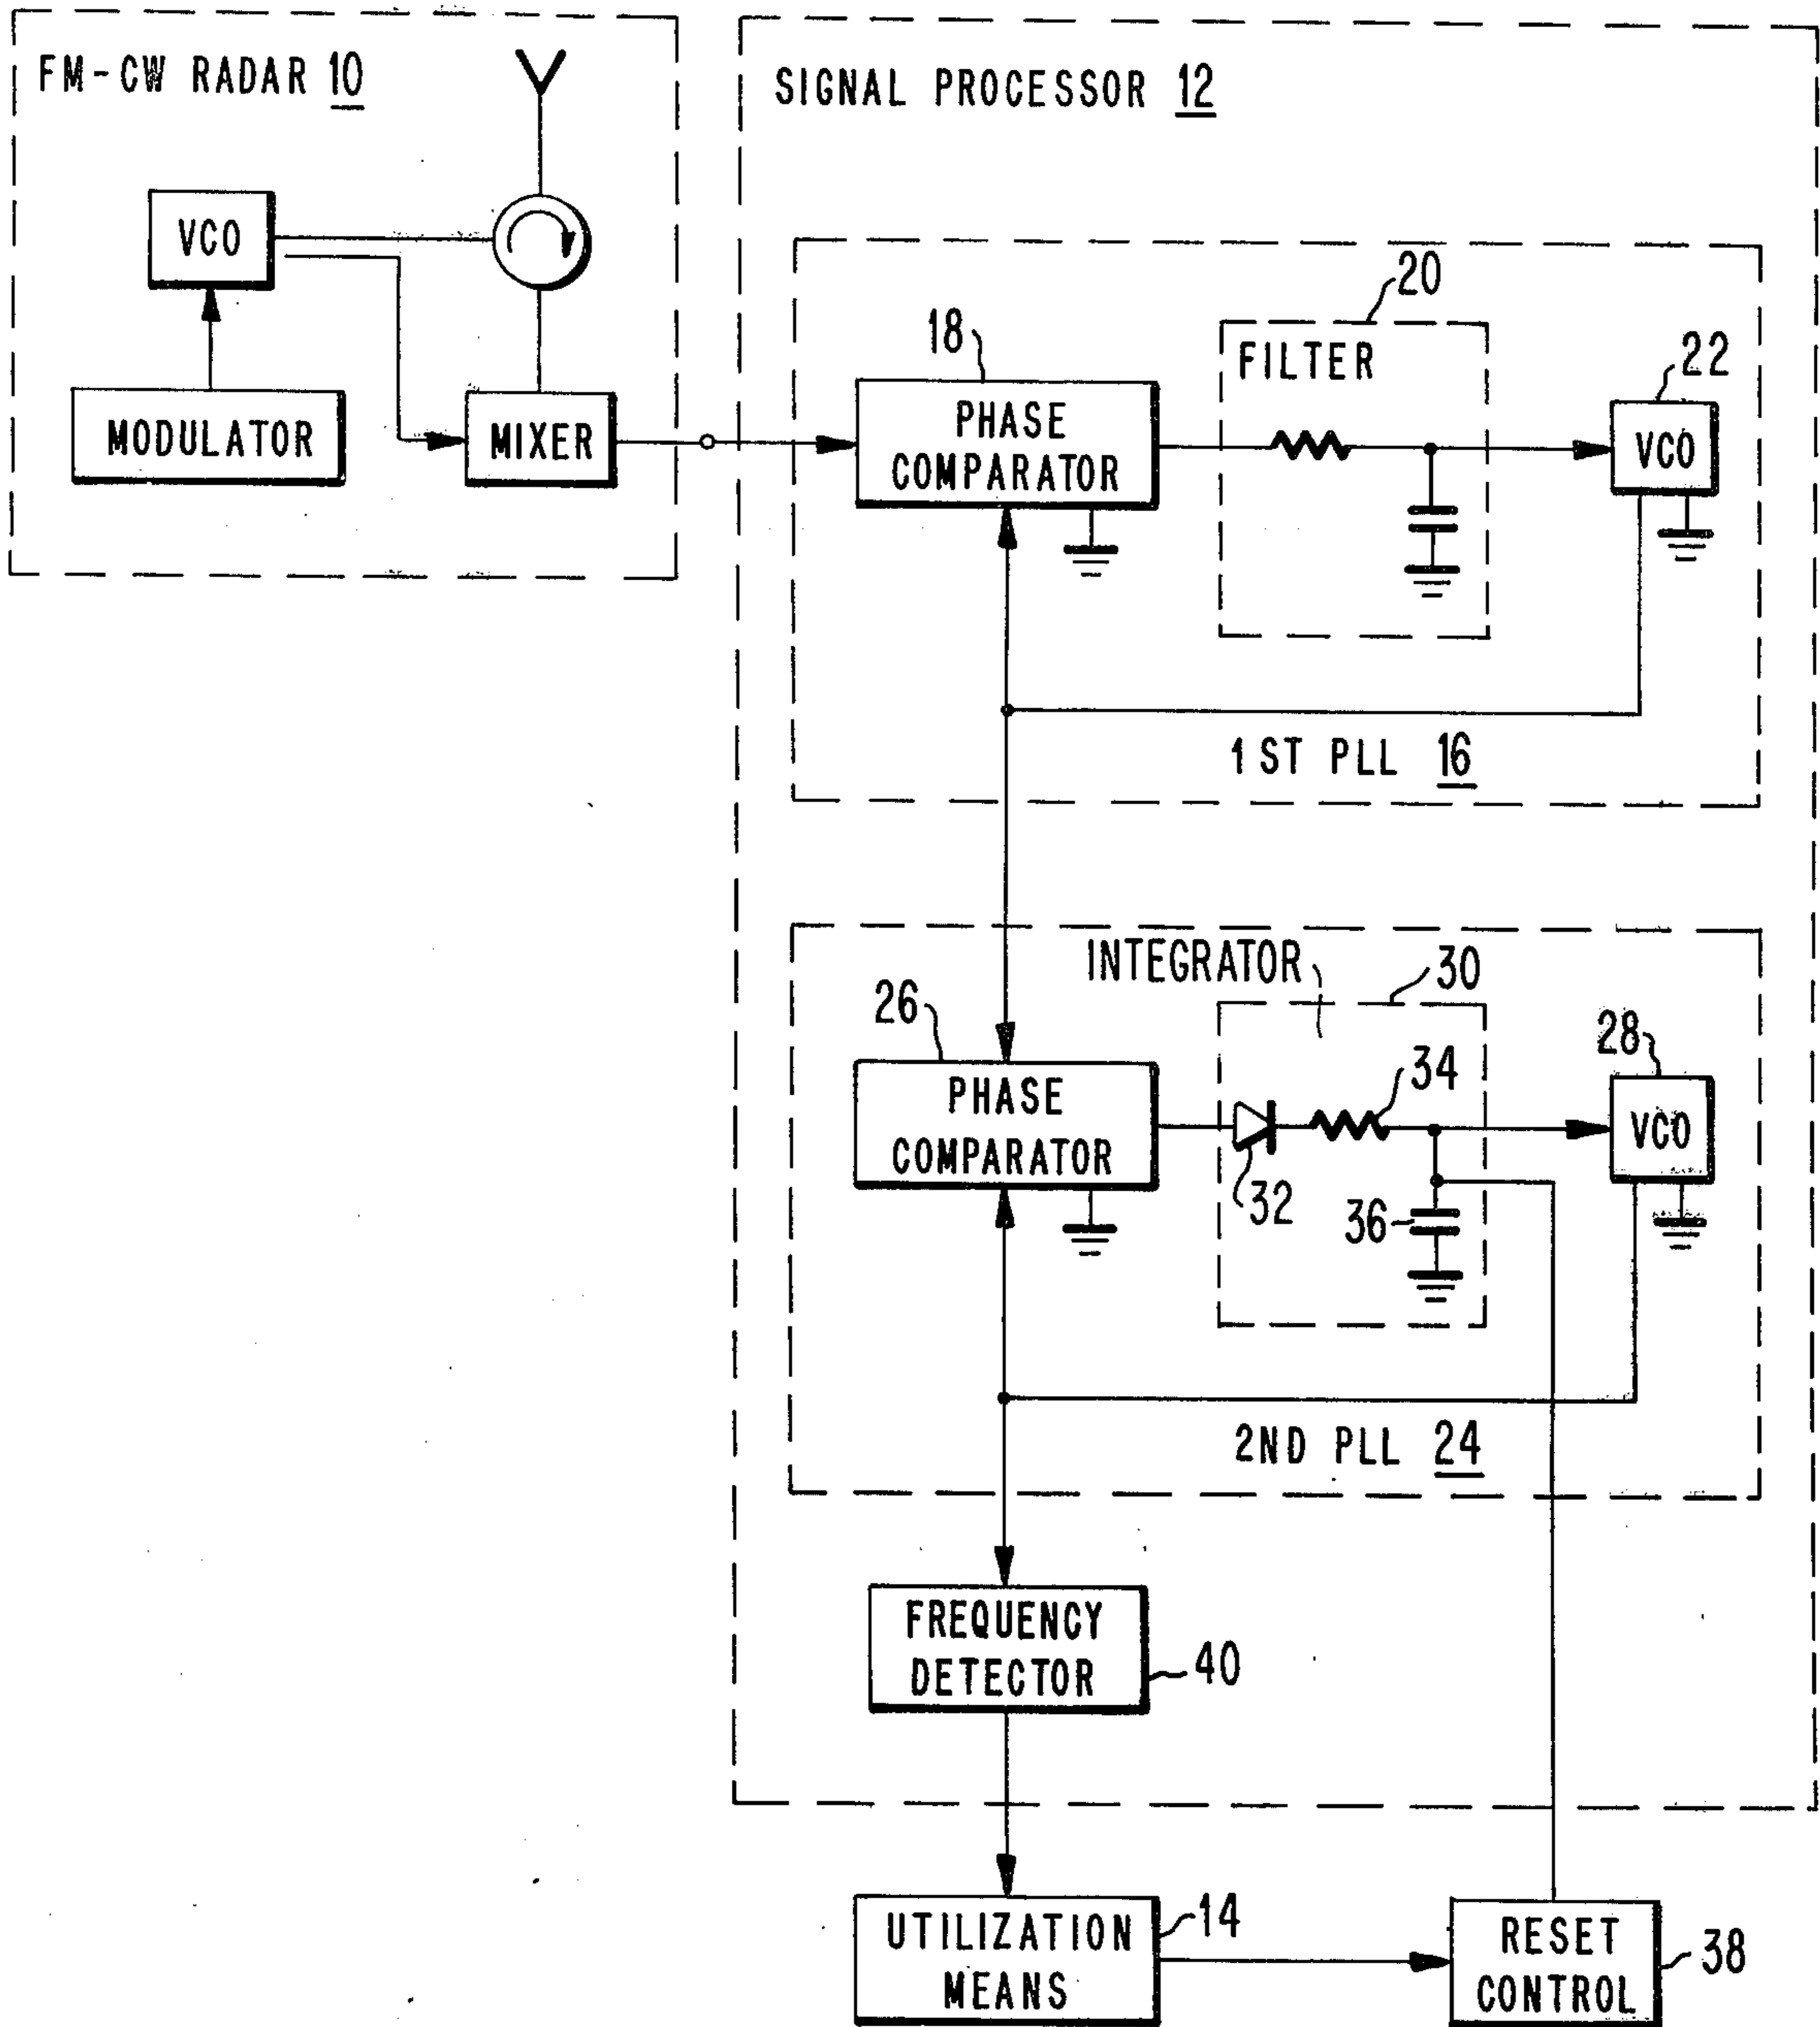 FM-CW RADAR 10
VCO
MODULATOR
MIXER
SIGNAL PROCESSOR 12
18
PHASE
COMPARATOR
20
FILTER
22
VCO
1ST PLL 16
INTEGRATOR
30
26
PHASE
COMPARATOR
32
34
36
28
VCO
2ND PLL 24
FREQUENCY
DETECTOR
40
UTILIZATION
MEANS
14
RESET
CONTROL
38